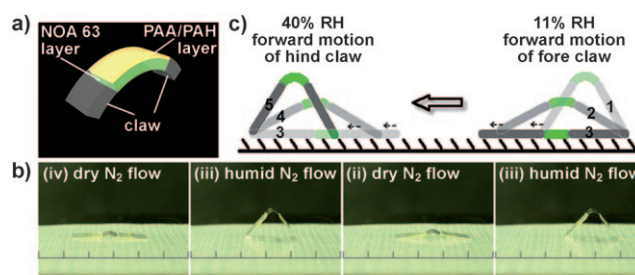 a)
NOA 63
layer
PAA/PAH
layer
claw
c)
40% RH
forward motion
of hind claw
11% RH
forward motion
of fore claw
5
4
3
1
2
3
b)
(iv) dry N₂ flow
(iii) humid N₂ flow
(ii) dry N₂ flow
(iii) humid N₂ flow